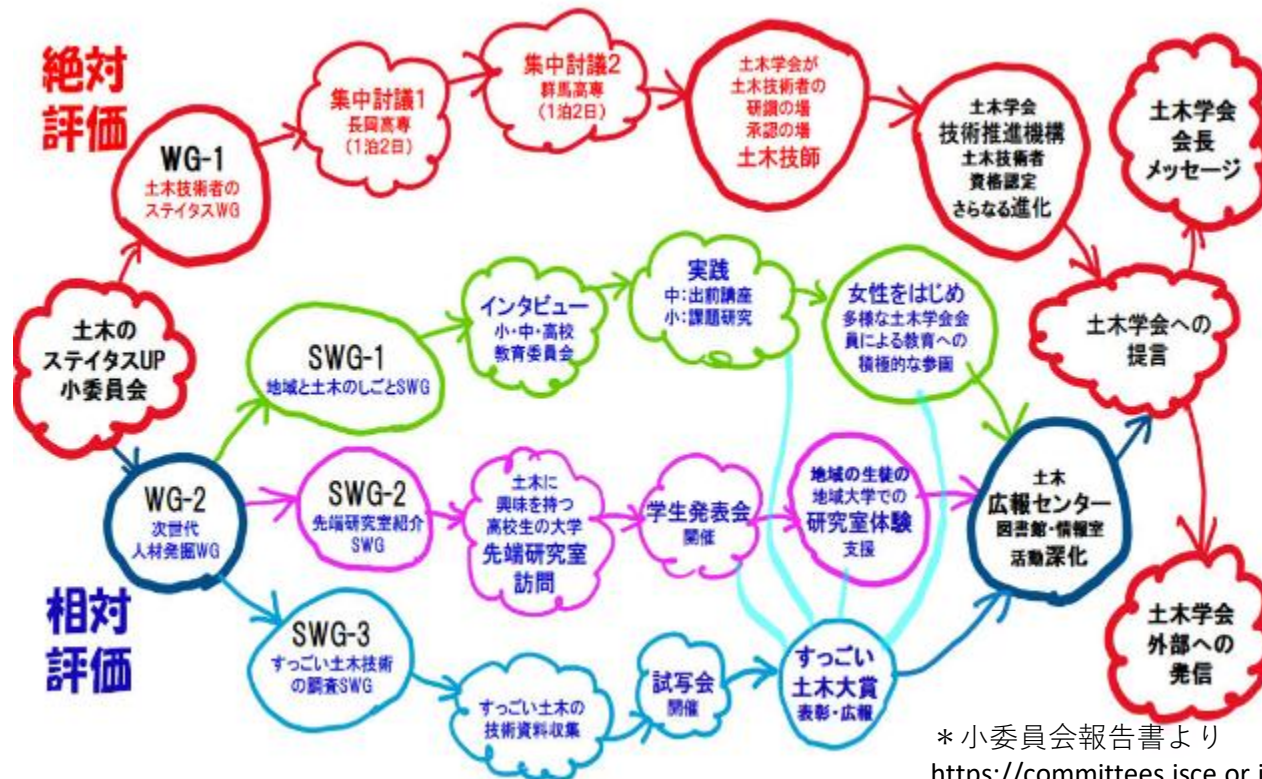 絶対
評価
WG-1
土木技術者の
ステイタスWG
集中討議1
長岡高専
(1泊2日)
集中討議2
群馬高専
(1泊2日)
土木学会が
土木技術者の
研鑽の場
承認の場
土木技師
土木学会
技術推進機構
土木技術者
資格認定
さらなる進化
土木学会
会長
メッセージ
土木の
ステイタスUP
小委員会
SWG-1
地域と土木のしごとSWG
インタビュー
小・中・高校
教育委員会
実践
中:出前講座
小:課題研究
女性をはじめ
多様な土木学会会
員による教育への
積極的な参画
土木学会への
提言
WG-2
次世代
人材発掘WG
SWG-2
先端研究室紹介
SWG
土木に
興味を持つ
高校生の大学
先端研究室
訪問
学生発表会
開催
地域の生徒の
地域大学での
研究室体験
支援
土木
広報センター
図書館・情報室
活動深化
相対
評価
SWG-3
すっごい土木技術
の調査SWG
すっごい土木の
技術資料収集
試写会
開催
すっごい
土木大賞
表彰・広報
土木学会
外部への
発信
*小委員会報告書より
https://committees.jsce.or.j